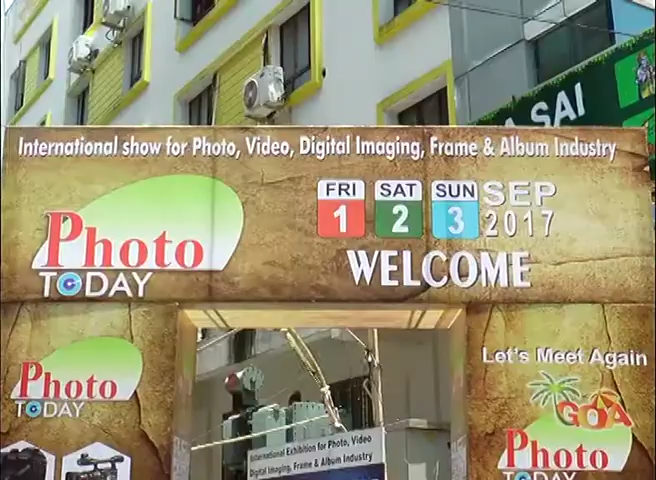 SAI
International show for Photo, Video, Digital Imaging, Frame & Album Industry
FRI SAT SUN SEP
1 2 3 2017
Photo
TODAY
WELCOME
Photo
TODAY
Let's Meet Again
GOA
Photo
TODAY
International Exhibition for Photo, Video
Digital Imaging, Frame & Album Industry